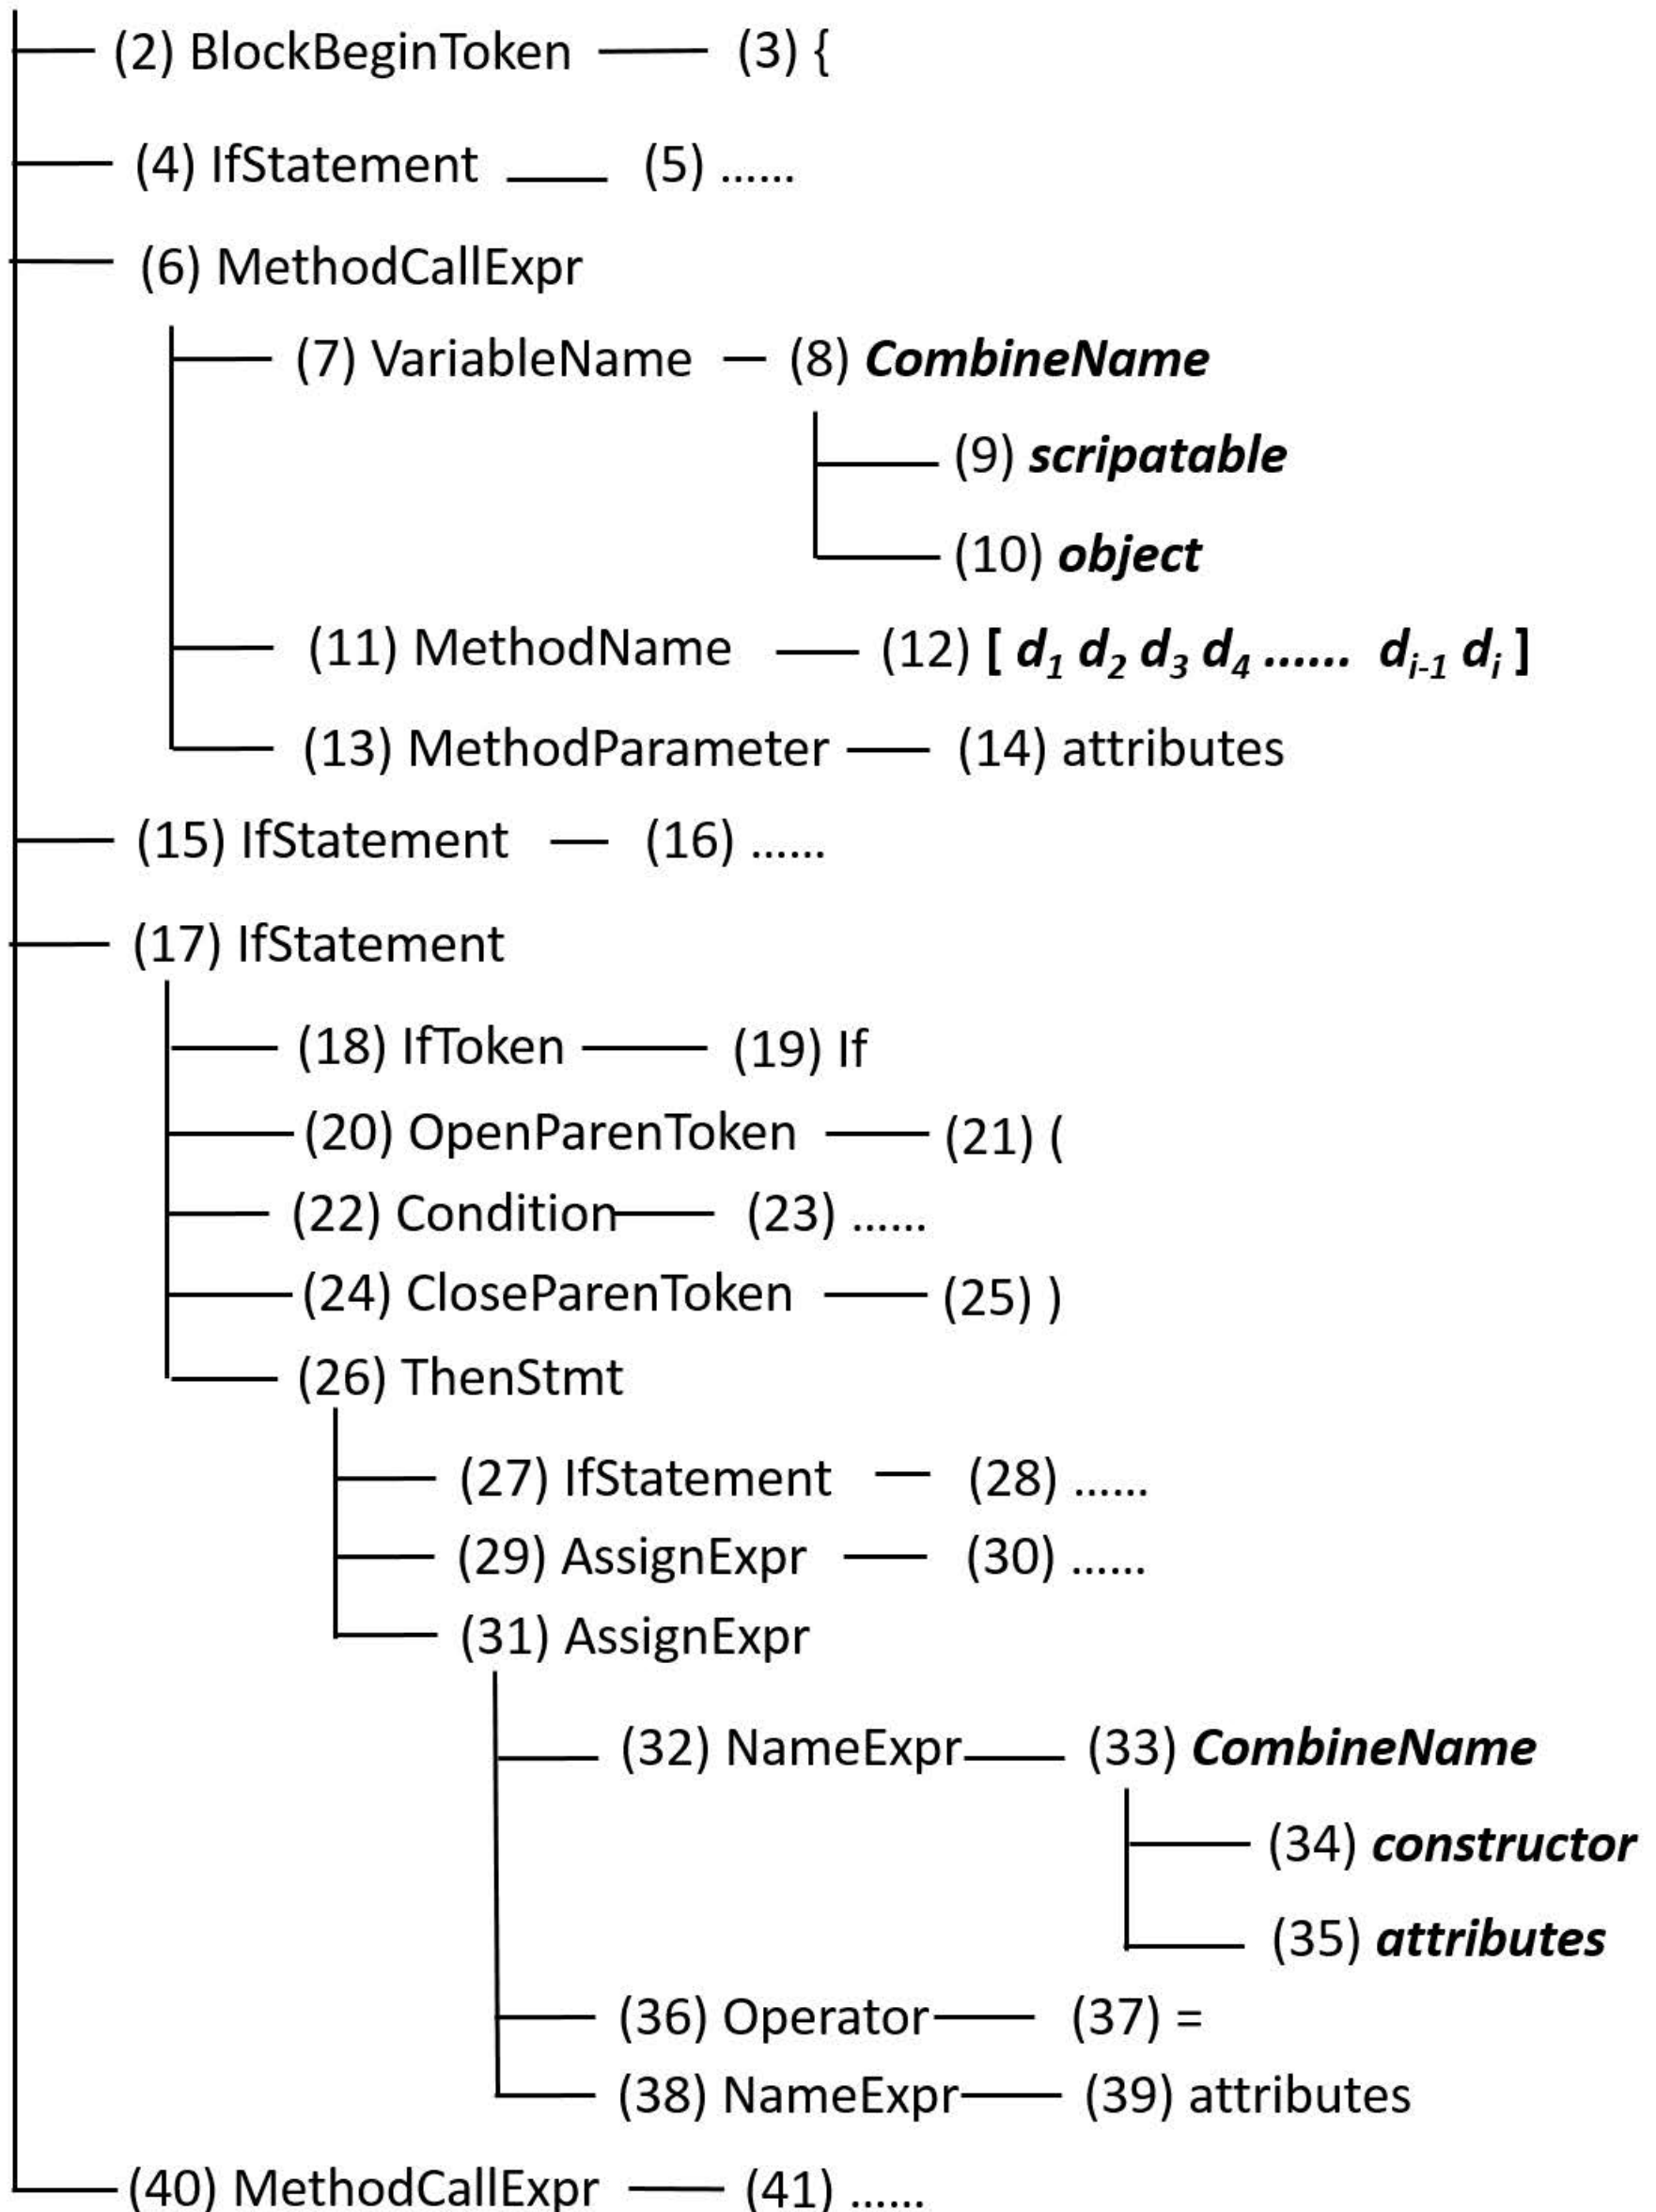 (2) BlockBeginToken (3) {
(4) IfStatement (5) ......
(6) MethodCallExpr
(7) VariableName (8) CombineName
(9) scripatable
(10) object
(11) MethodName (12) [ d1 d2 d3 d4 ...... di-1 di ]
(13) MethodParameter (14) attributes
(15) IfStatement (16) ......
(17) IfStatement
(18) IfToken (19) If
(20) OpenParenToken (21) (
(22) Condition (23) ......
(24) CloseParenToken (25) )
(26) ThenStmt
(27) IfStatement (28) ......
(29) AssignExpr (30) ......
(31) AssignExpr
(32) NameExpr (33) CombineName
(34) constructor
(35) attributes
(36) Operator (37) =
(38) NameExpr (39) attributes
(40) MethodCallExpr (41) ......